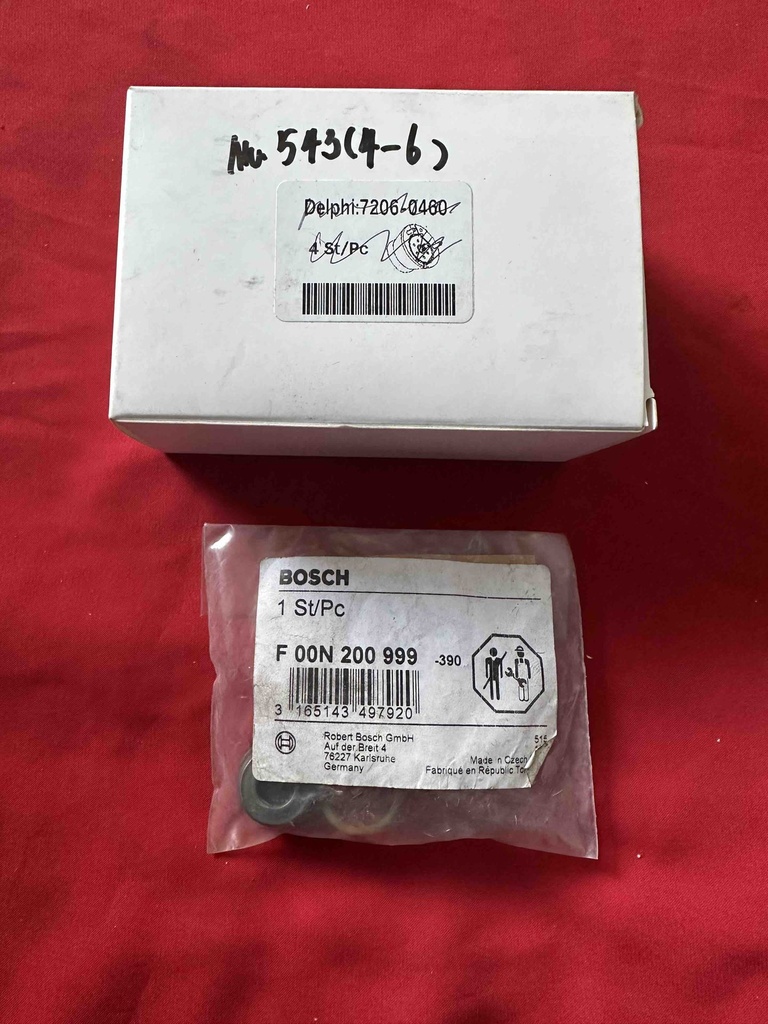 543(4-6)
Delphi:7206-0460
4 St/Pc
BOSCH
1 St/Pc
F 00N 200 999 -390
3 165143 497920
Robert Bosch GmbH
Auf der Breit 4
76227 Karlsruhe
Germany
Made in Czech
Fabriqué en Républic